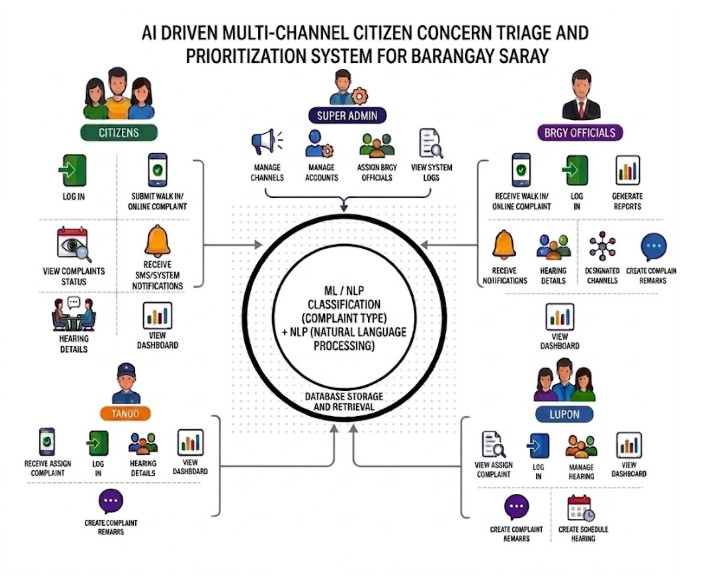 AI DRIVEN MULTI-CHANNEL CITIZEN CONCERN TRIAGE AND
PRIORITIZATION SYSTEM FOR BARANGAY SARAY
CITIZENS
LOG IN
SUBMIT WALK IN/
ONLINE COMPLAINT
VIEW COMPLAINTS
STATUS
RECEIVE
SMS/SYSTEM
NOTIFICATIONS
HEARING
DETAILS
VIEW
DASHBOARD
SUPER ADMIN
MANAGE
CHANNELS
MANAGE
ACCOUNTS
ASSION BRGY
OFFICIALS
VIEW SYSTEM
LOGS
BRGY OFFICIALS
RECEIVE WALK IN/
ONLINE COMPLAINT
LOG
IN
GEKERATE
REPORTS
RECEIVE
NOTIFICATIONS
HEARING
DETAILS
DSIGNATED
CHANNELS
CREATE COMPLAIN
REMARKS
VIEW
DASHBOARD
ML / NLP
CLASSIFICATION
(COMPLAINT TYPE)
+ NLP (NATURAL LANGUAGE
PROCESSING)
DATABASE STORAGE
AND RETRIEVAL
TANOD
RECEIVE ASSIGN
COMPLAINT
LOG
IN
HEARING
DETAILS
VIEW
DASHBOARD
CREATE COMPLAINT
REMARKS
LUPON
VIEW ASSIGN
COMPLAINT
LOG
IN
MANAGE
HEARING
VIEW
DASHBOARD
CREATE COMPLAINT
REMARKS
CREATE SCHEDULE
HEARING